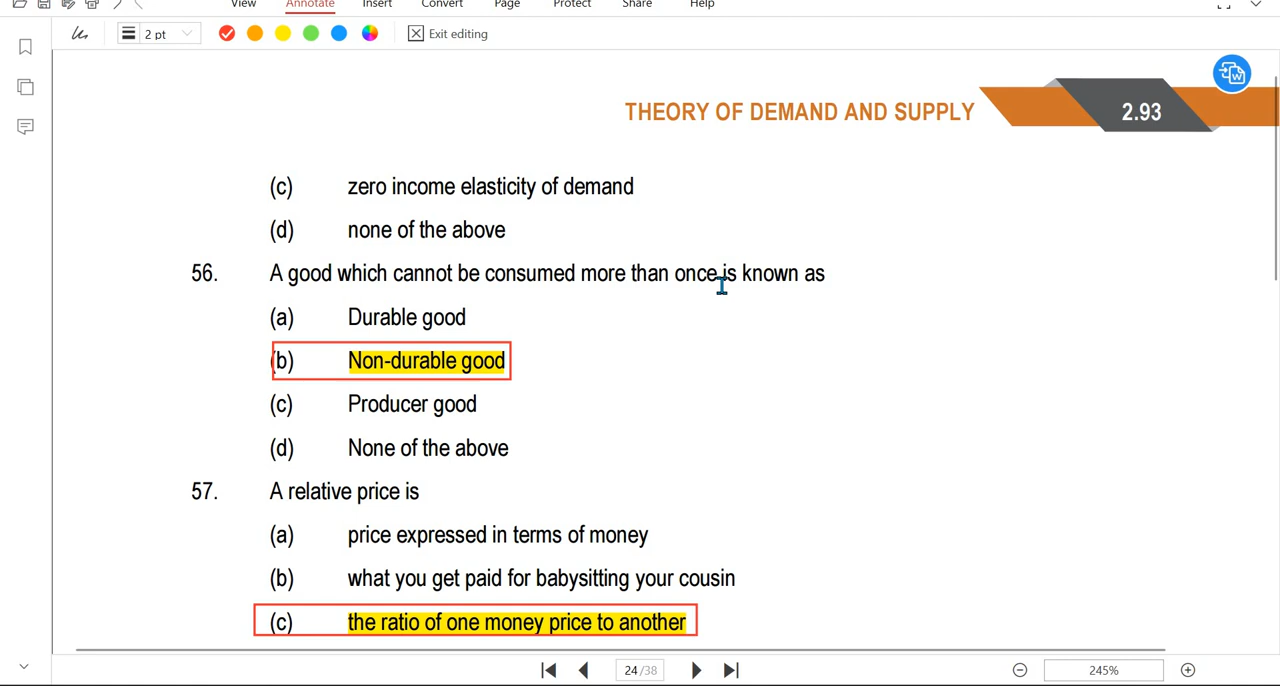 View Annotate Insert Convert Page Protect Share Help
2 pt Exit editing
THEORY OF DEMAND AND SUPPLY 2.93
(c) zero income elasticity of demand
(d) none of the above
56. A good which cannot be consumed more than once is known as
(a) Durable good
(b) Non-durable good
(c) Producer good
(d) None of the above
57. A relative price is
(a) price expressed in terms of money
(b) what you get paid for babysitting your cousin
(c) the ratio of one money price to another
24/38 245%